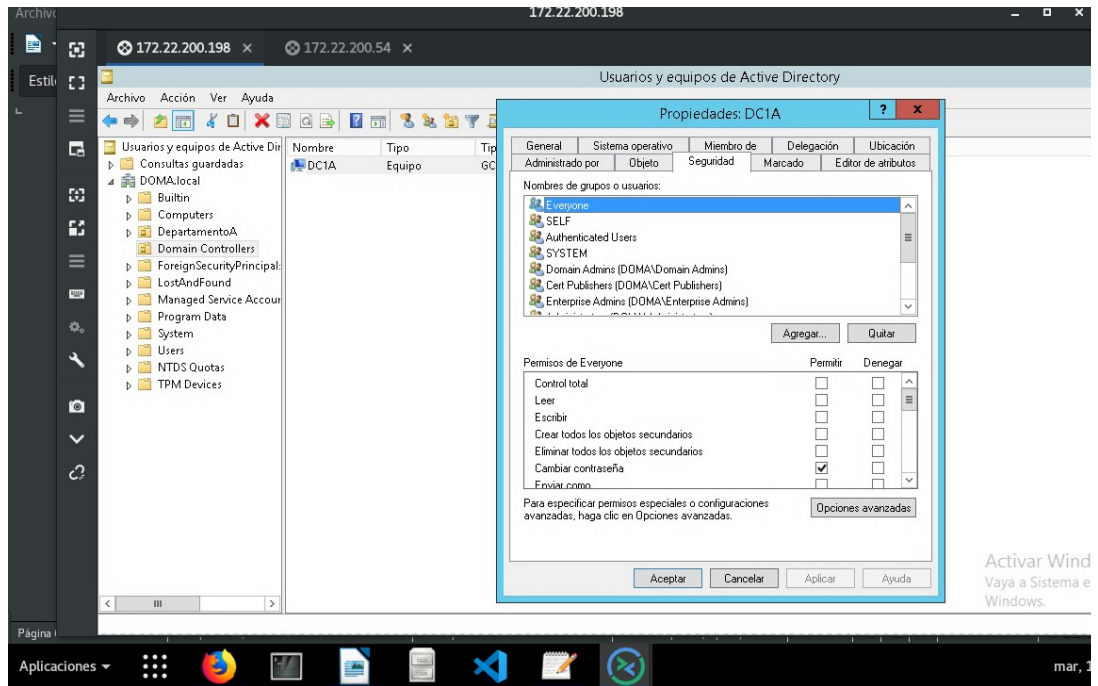 Archivo
172.22.200.198
172.22.200.198 ×
172.22.200.54 ×
Estil
Usuarios y equipos de Active Directory
Archivo Acción Ver Ayuda
Usuarios y equipos de Active Dir
Consultas guardadas
DOMA.local
Builtin
Computers
DepartamentoA
Domain Controllers
ForeignSecurityPrincipal:
LostAndFound
Managed Service Accour
Program Data
System
Users
NTDS Quotas
TPM Devices
Nombre Tipo Tip
DC1A Equipo GC
Propiedades: DC1A ? x
General Sistema operativo Miembro de Delegación Ubicación
Administrado por Objeto Seguridad Marcado Editor de atributos
Nombres de grupos o usuarios:
Everyone
SELF
Authenticated Users
SYSTEM
Domain Admins (DOMA\Domain Admins)
Cert Publishers (DOMA\Cert Publishers)
Enterprise Admins (DOMA\Enterprise Admins)
Agregar... Quitar
Permisos de Everyone Permitir Denegar
Control total
Leer
Escribir
Crear todos los objetos secundarios
Eliminar todos los objetos secundarios
Cambiar contraseña
Enviar como
Para especificar permisos especiales o configuraciones
avanzadas, haga clic en Opciones avanzadas.
Opciones avanzadas
Aceptar Cancelar Aplicar Ayuda
Activar Wind
Vaya a Sistema e
Windows.
Página
Aplicaciones
mar, 1